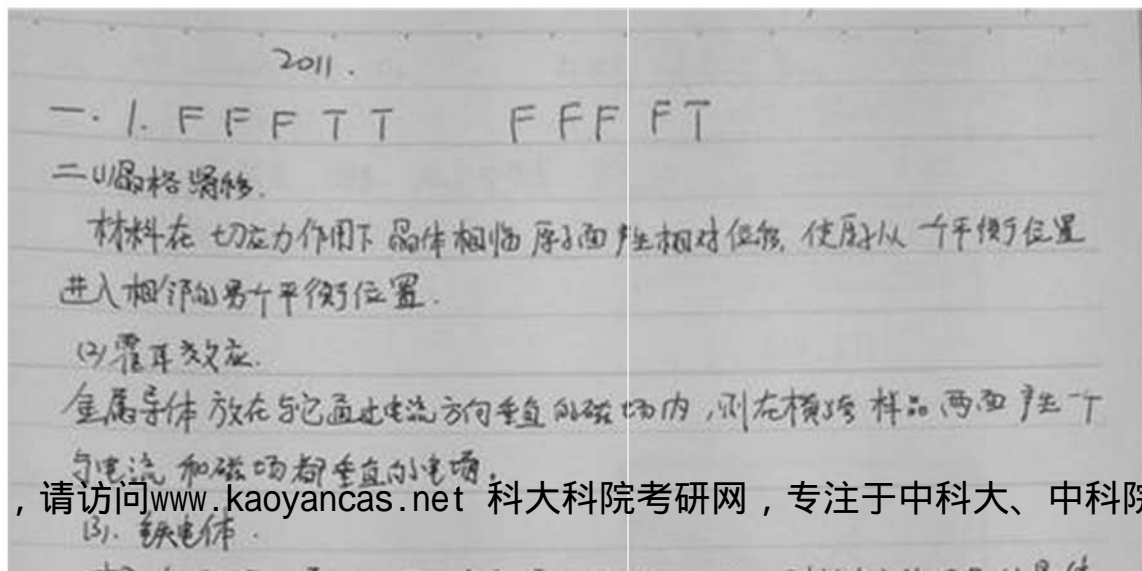 2011.
一. 1. F F F T T F F F F T
二(1)晶格滑移.
材料在切应力作用下晶体相临原子面产生相对位移,使原子从一个平衡位置
进入相邻的另个平衡位置.
(2)霍耳效应.
金属导体放在与它通过电流方向垂直的磁场内,则在横跨样品两面产生一个
与电流和磁场都垂直的电场。
,请访问www.kaoyancas.net 科大科院考研网,专注于中科大、中科院
(3). 铁电体.